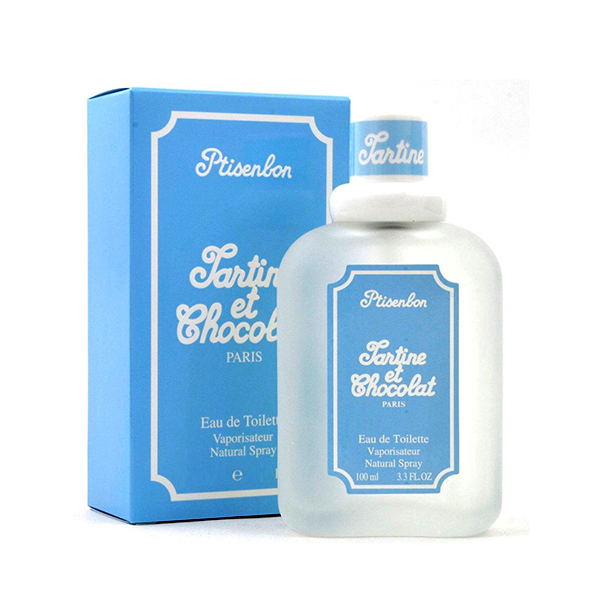 Ptisenbon
Tartine
et
Chocolat
PARIS
Eau de Toilette
Vaporisateur
Natural Spray
e
Tartine
Ptisenbon
Tartine
et
Chocolat
PARIS
Eau de Toilette
Vaporisateur
Natural Spray
100 ml 3.3 FL.OZ